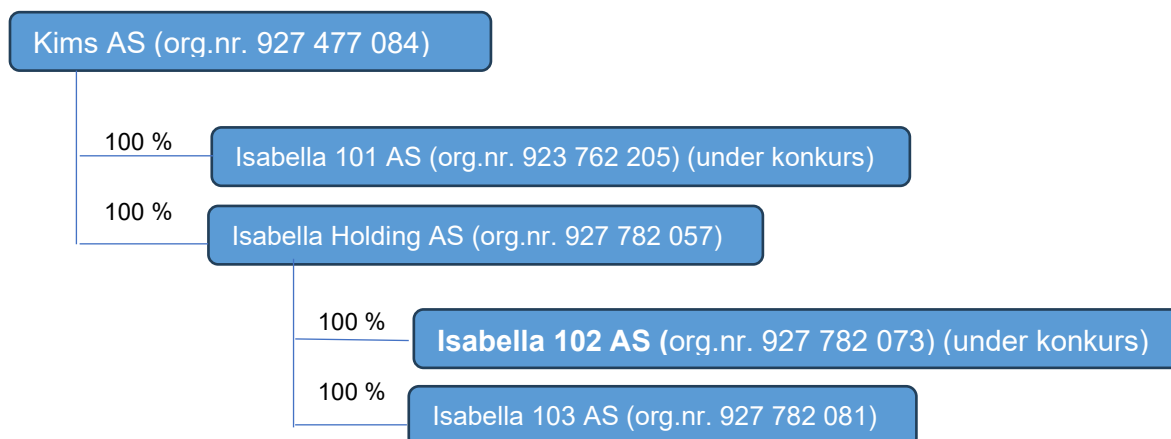 Kims AS (org.nr. 927 477 084)
100 %
Isabella 101 AS (org.nr. 923 762 205) (under konkurs)
100 %
Isabella Holding AS (org.nr. 927 782 057)
100 %
Isabella 102 AS (org.nr. 927 782 073) (under konkurs)
100 %
Isabella 103 AS (org.nr. 927 782 081)